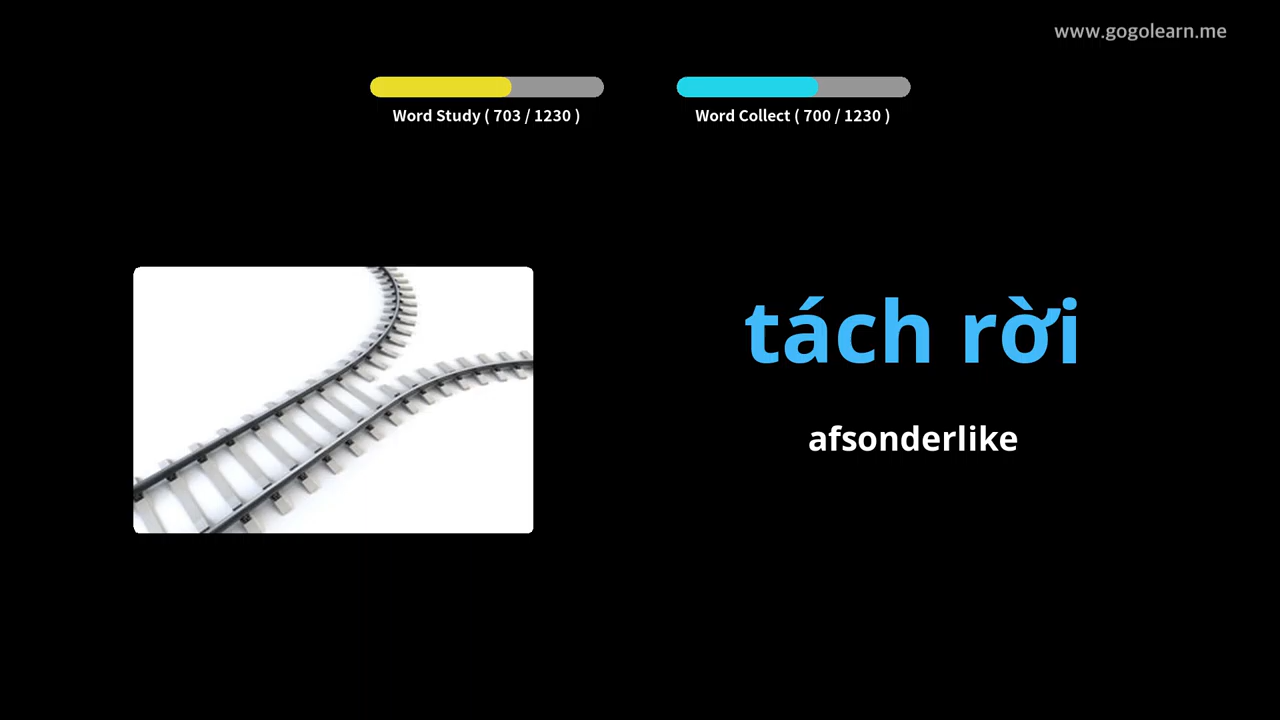 www.gogolearn.me
Word Study ( 703 / 1230 )
Word Collect ( 700 / 1230 )
tách rời
afsonderlike